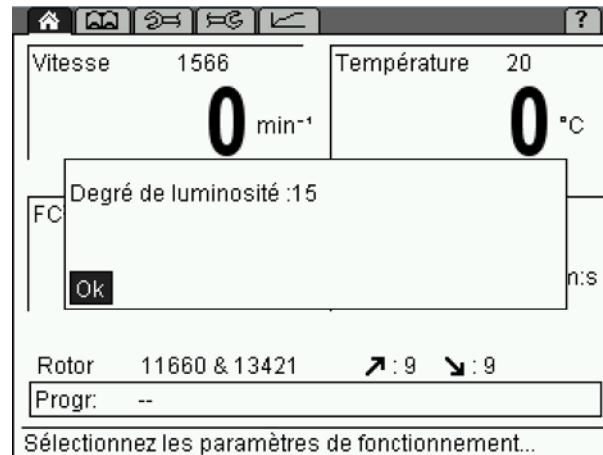 ?
Vitesse 1566
0 min⁻¹
Température 20
0 °C
Degré de luminosité :15
FC
n:s
Ok
Rotor 11660 & 13421 ↗ : 9 ↘ : 9
Progr: --
Sélectionnez les paramètres de fonctionnement...